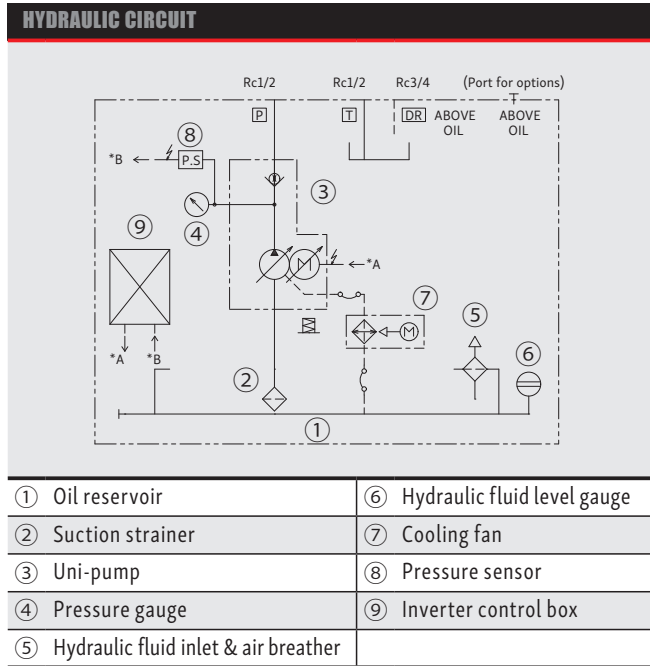 HYDRAULIC CIRCUIT
Rc1/2 Rc1/2 Rc3/4 (Port for options)
P T DR ABOVE OIL ABOVE OIL
⑧
*B P.S
③
④
⑨
M *A
⑦
⑤
M
⑥
*A *B
②
①
① Oil reservoir ⑥ Hydraulic fluid level gauge
② Suction strainer ⑦ Cooling fan
③ Uni-pump ⑧ Pressure sensor
④ Pressure gauge ⑨ Inverter control box
⑤ Hydraulic fluid inlet & air breather